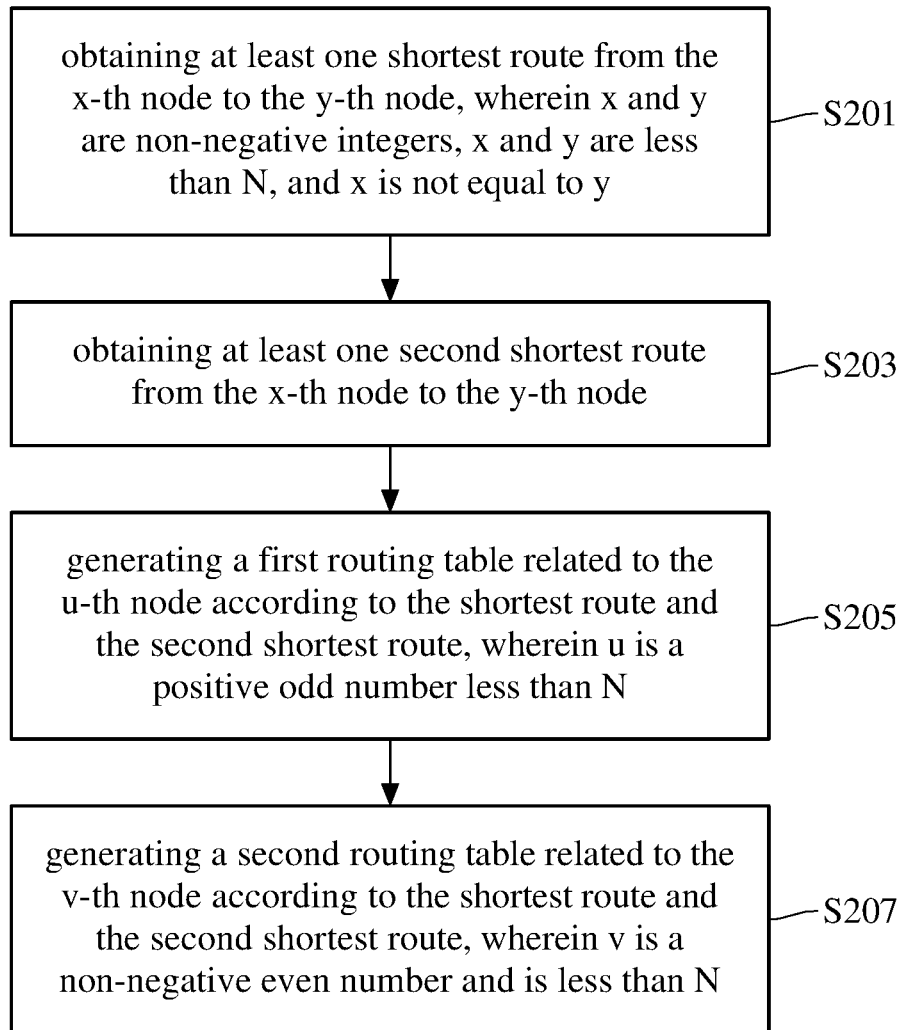 obtaining at least one shortest route from the
x-th node to the y-th node, wherein x and y
are non-negative integers, x and y are less
than N, and x is not equal to y
S201
obtaining at least one second shortest route
from the x-th node to the y-th node
S203
generating a first routing table related to the
u-th node according to the shortest route and
the second shortest route, wherein u is a
positive odd number less than N
S205
generating a second routing table related to the
v-th node according to the shortest route and
the second shortest route, wherein v is a
non-negative even number and is less than N
S207